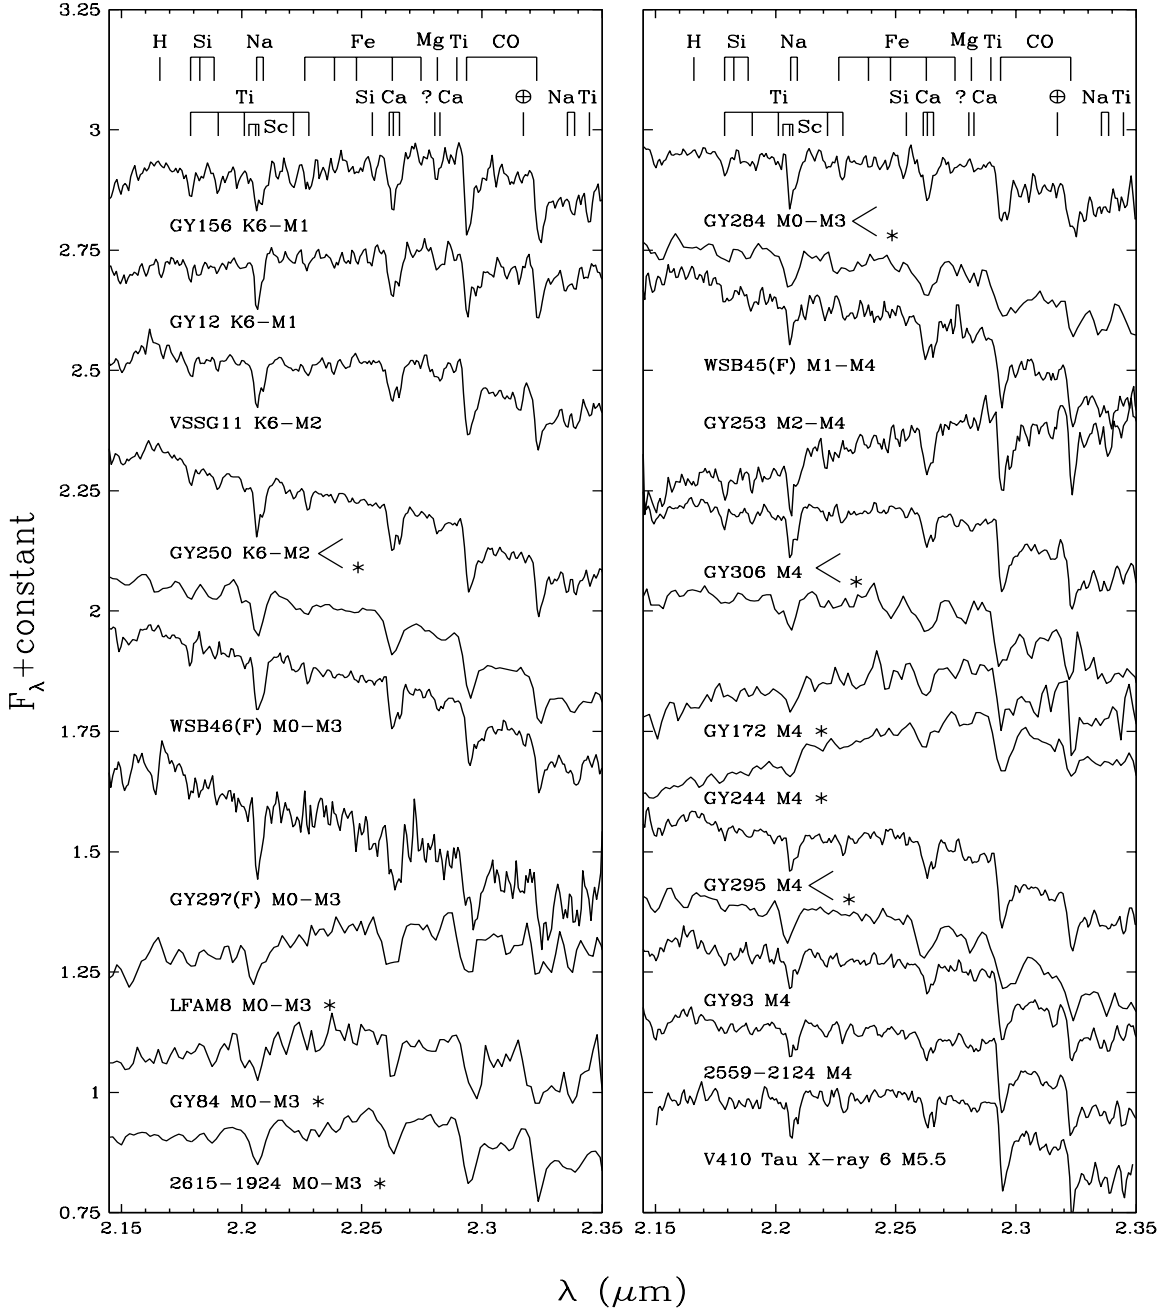 3.25
H Si Na Fe Mg Ti CO
Ti Si Ca ? Ca ⊕ Na Ti
Sc
3
GY156 K6−M1
2.75
GY12 K6−M1
2.5
VSSG11 K6−M2
2.25
GY250 K6−M2 *
2
WSB46(F) M0−M3
1.75
1.5
GY297(F) M0−M3
1.25
LFAM8 M0−M3 *
1
GY84 M0−M3 *
2615−1924 M0−M3 *
0.75
2.15 2.2 2.25 2.3 2.35
H Si Na Fe Mg Ti CO
Ti Si Ca ? Ca ⊕ Na Ti
Sc
GY284 M0−M3 *
WSB45(F) M1−M4
GY253 M2−M4
GY306 M4 *
GY172 M4 *
GY244 M4 *
GY295 M4 *
GY93 M4
2559−2124 M4
V410 Tau X−ray 6 M5.5
2.15 2.2 2.25 2.3 2.35
Fλ+constant
λ (μm)